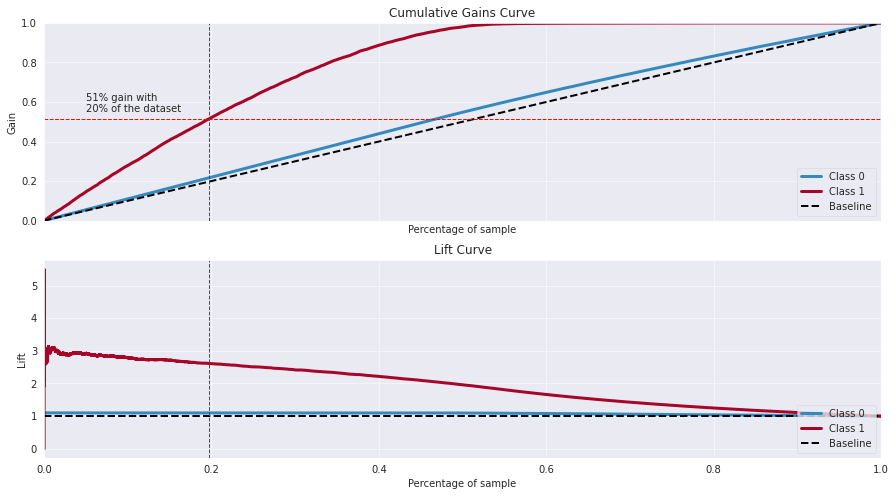 Cumulative Gains Curve
1.0
0.8
0.6
0.4
0.2
0.0
Gain
51% gain with
20% of the dataset
Class 0
Class 1
Baseline
Percentage of sample
Lift Curve
5
4
3
2
1
0
Lift
Class 0
Class 1
Baseline
0.0 0.2 0.4 0.6 0.8 1.0
Percentage of sample